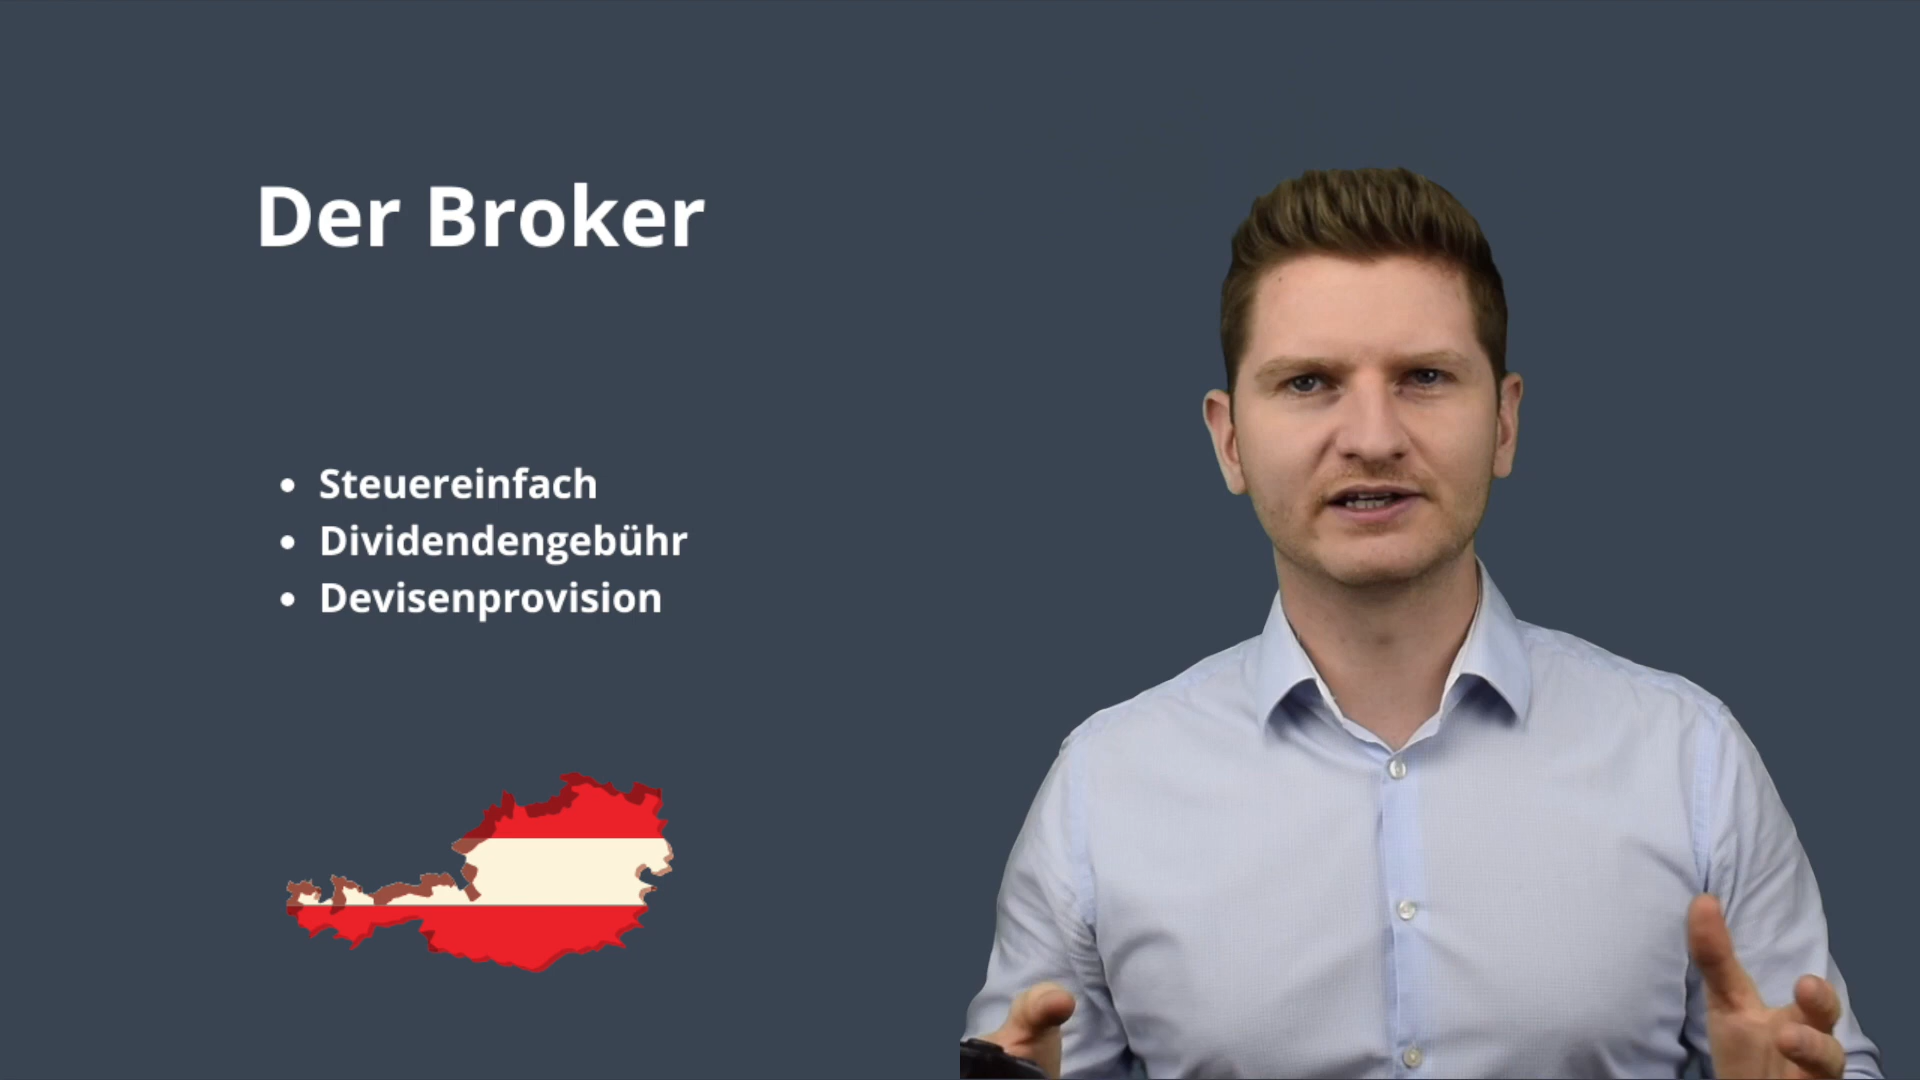 Der Broker
• Steuereinfach
• Dividendengebühr
• Devisenprovision